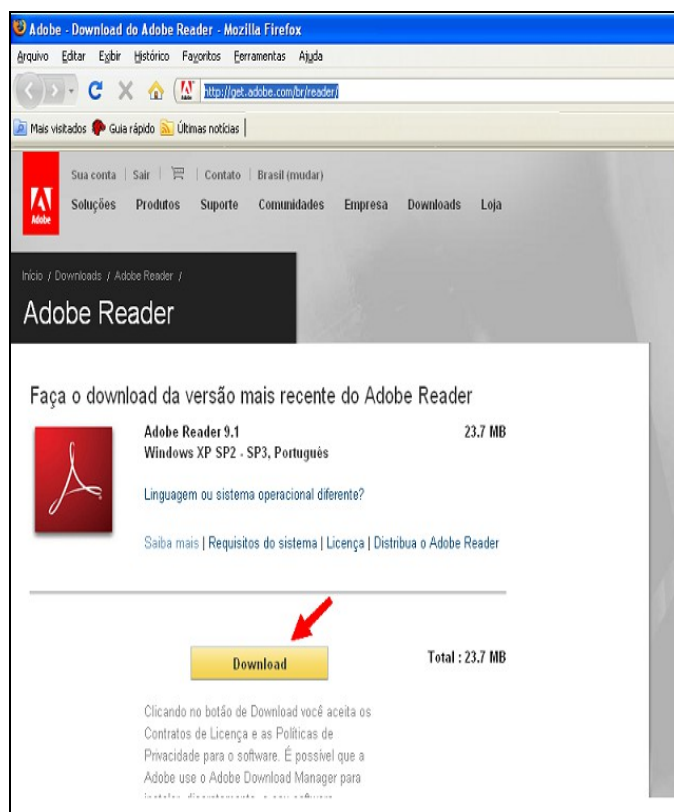 Adobe - Download do Adobe Reader - Mozilla Firefox
Arquivo Editar Exibir Histórico Favoritos Ferramentas Ajuda
http://get.adobe.com/br/reader/
Mais visitados Guia rápido Últimas notícias
Sua conta | Sair | | Contato | Brasil (mudar)
Adobe
Soluções Produtos Suporte Comunidades Empresa Downloads Loja
Início / Downloads / Adobe Reader /
Adobe Reader
Faça o download da versão mais recente do Adobe Reader
Adobe Reader 9.1 23.7 MB
Windows XP SP2 - SP3, Português
Linguagem ou sistema operacional diferente?
Saiba mais | Requisitos do sistema | Licença | Distribua o Adobe Reader
Download Total : 23.7 MB
Clicando no botão de Download você aceita os
Contratos de Licença e as Políticas de
Privacidade para o software. É possível que a
Adobe use o Adobe Download Manager para